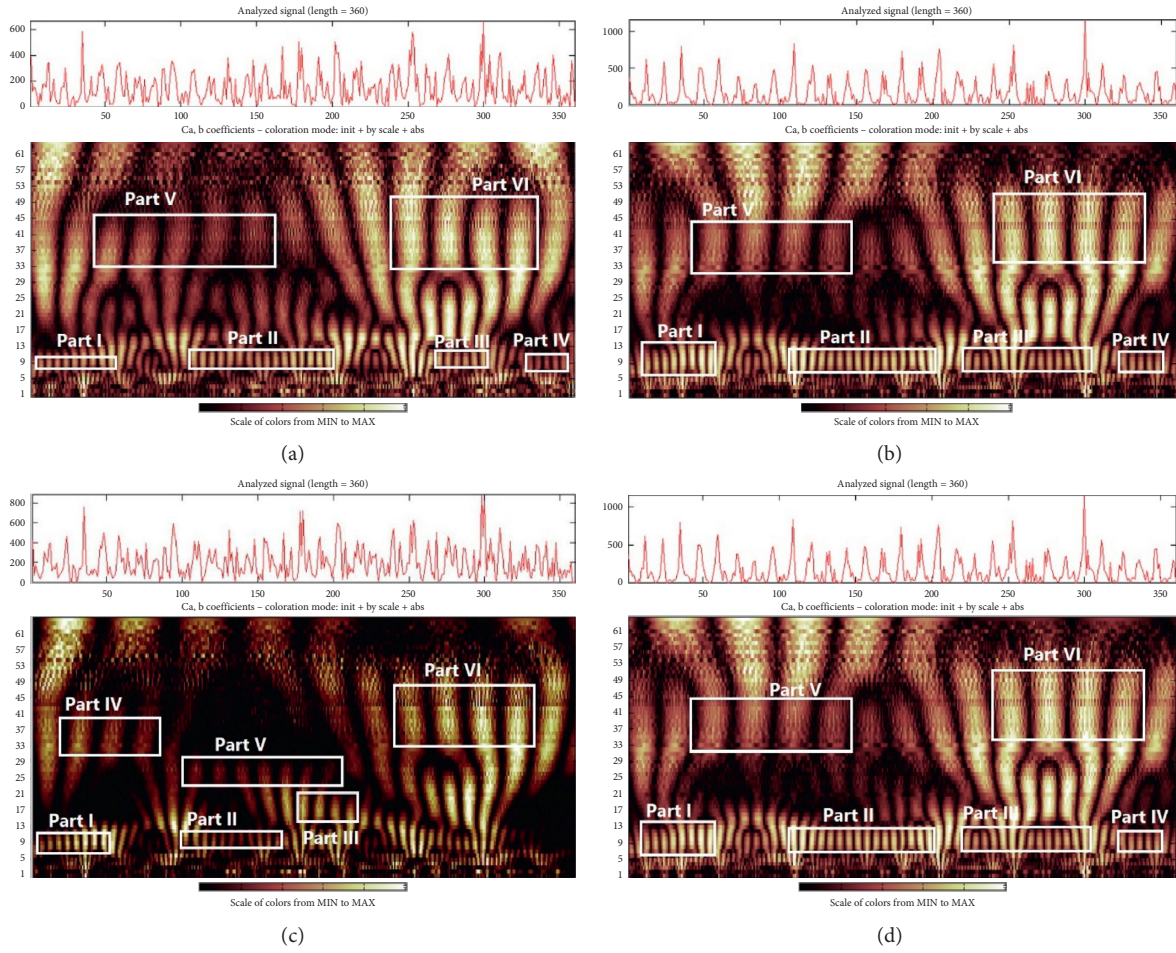 Analyzed signal (length = 360)
600
400
200
0
50 100 150 200 250 300 350
Ca, b coefficients – coloration mode: init + by scale + abs
61
57
53
49
45
41
37
33
29
25
21
17
13
9
5
1
Part V
Part VI
Part I
Part II
Part III
Part IV
Scale of colors from MIN to MAX
(a)
Analyzed signal (length = 360)
1000
500
0
50 100 150 200 250 300 350
Ca, b coefficients – coloration mode: init + by scale + abs
61
57
53
49
45
41
37
33
29
25
21
17
13
9
5
1
Part VI
Part V
Part I
Part II
Part III
Part IV
Scale of colors from MIN to MAX
(b)
Analyzed signal (length = 360)
800
600
400
200
0
50 100 150 200 250 300 350
Ca, b coefficients – coloration mode: init + by scale + abs
61
57
53
49
45
41
37
33
29
25
21
17
13
9
5
1
Part VI
Part IV
Part V
Part I
Part II
Part III
Scale of colors from MIN to MAX
(c)
Analyzed signal (length = 360)
1000
500
0
50 100 150 200 250 300 350
Ca, b coefficients – coloration mode: init + by scale + abs
61
57
53
49
45
41
37
33
29
25
21
17
13
9
5
1
Part VI
Part V
Part I
Part II
Part III
Part IV
Scale of colors from MIN to MAX
(d)